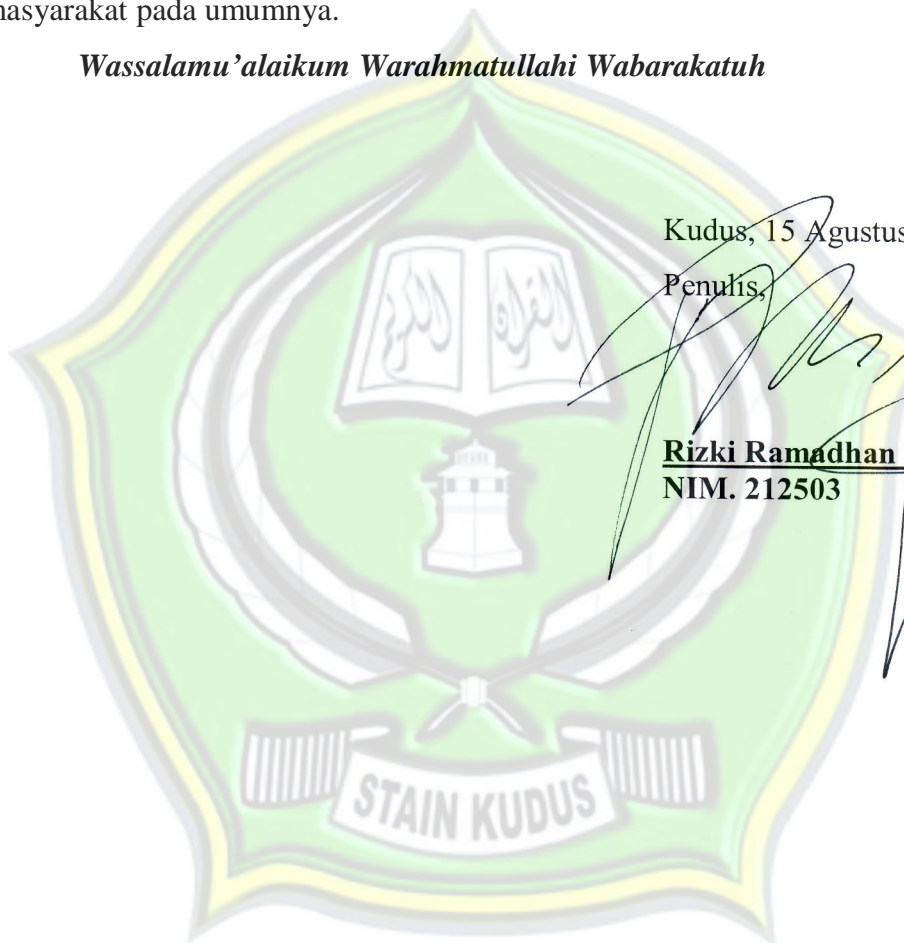 masyarakat pada umumnya.
Wassalamu’alaikum Warahmatullahi Wabarakatuh
Kudus, 15 Agustus
Penulis,
Rizki Ramadhan
NIM. 212503
STAIN KUDUS